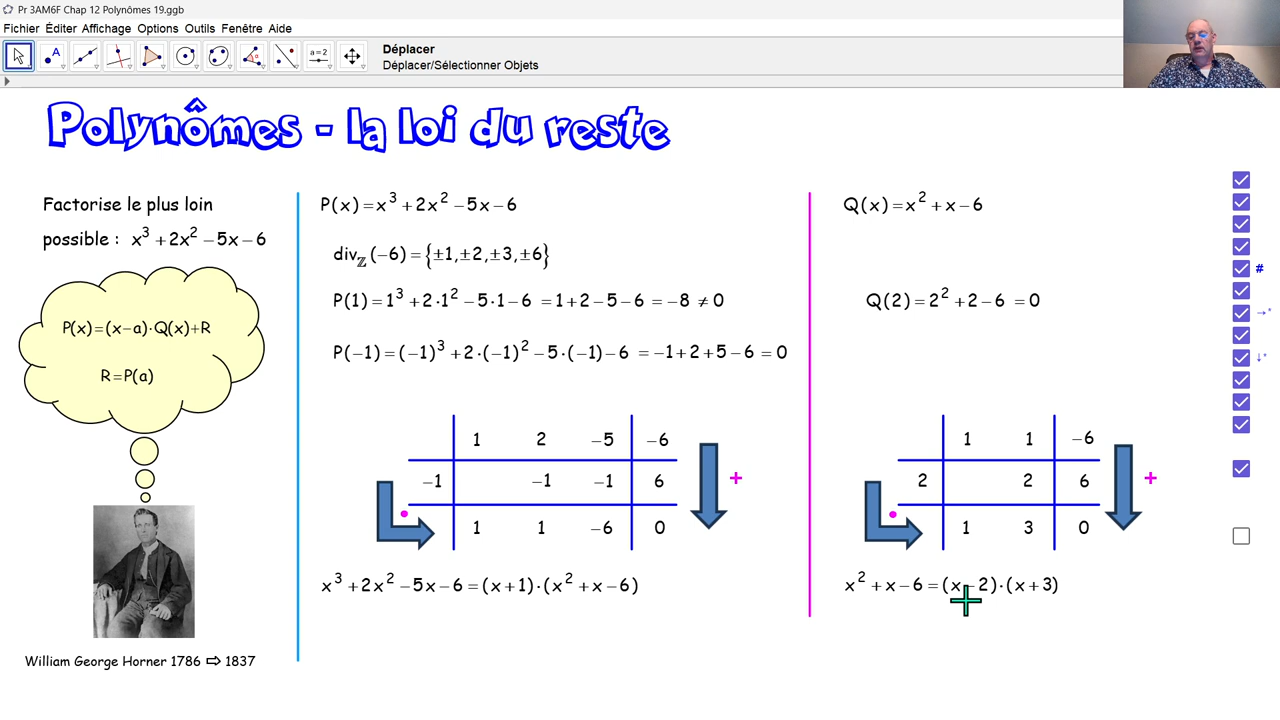 Pr 3AM6F Chap 12 Polynômes 19.ggb
Fichier Éditer Affichage Options Outils Fenêtre Aide
A
a=2
Déplacer
Déplacer/Sélectionner Objets
Polynômes - la loi du reste
Factorise le plus loin
possible : x³+2x²−5x−6
P(x)=(x−a)·Q(x)+R
R=P(a)
William George Horner 1786 ⇨ 1837
P(x)=x³+2x²−5x−6
div_ℤ(−6)={±1,±2,±3,±6}
P(1)=1³+2·1²−5·1−6 =1+2−5−6 =−8 ≠0
P(−1)=(−1)³+2·(−1)²−5·(−1)−6 =−1+2+5−6 =0
1 2 −5 −6
−1 −1 −1 6 +
1 1 −6 0
x³+2x²−5x−6=(x+1)·(x²+x−6)
Q(x)=x²+x−6
Q(2)=2²+2−6 =0
1 1 −6
2 2 6 +
1 3 0
x²+x−6=(x−2)·(x+3)
#